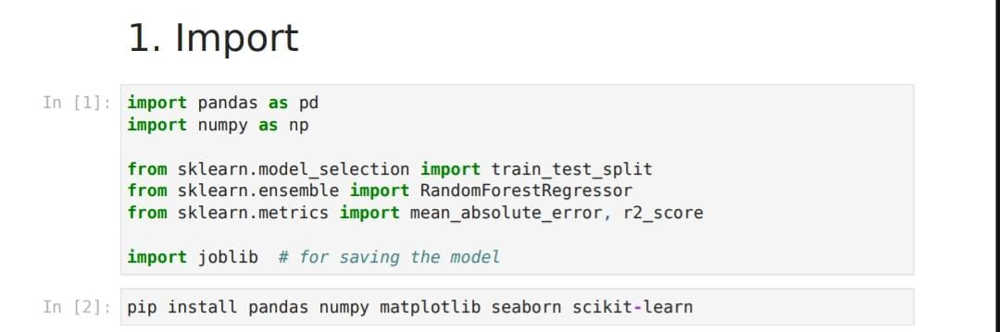 1. Import
In [1]: import pandas as pd
import numpy as np
from sklearn.model_selection import train_test_split
from sklearn.ensemble import RandomForestRegressor
from sklearn.metrics import mean_absolute_error, r2_score
import joblib  # for saving the model
In [2]: pip install pandas numpy matplotlib seaborn scikit-learn